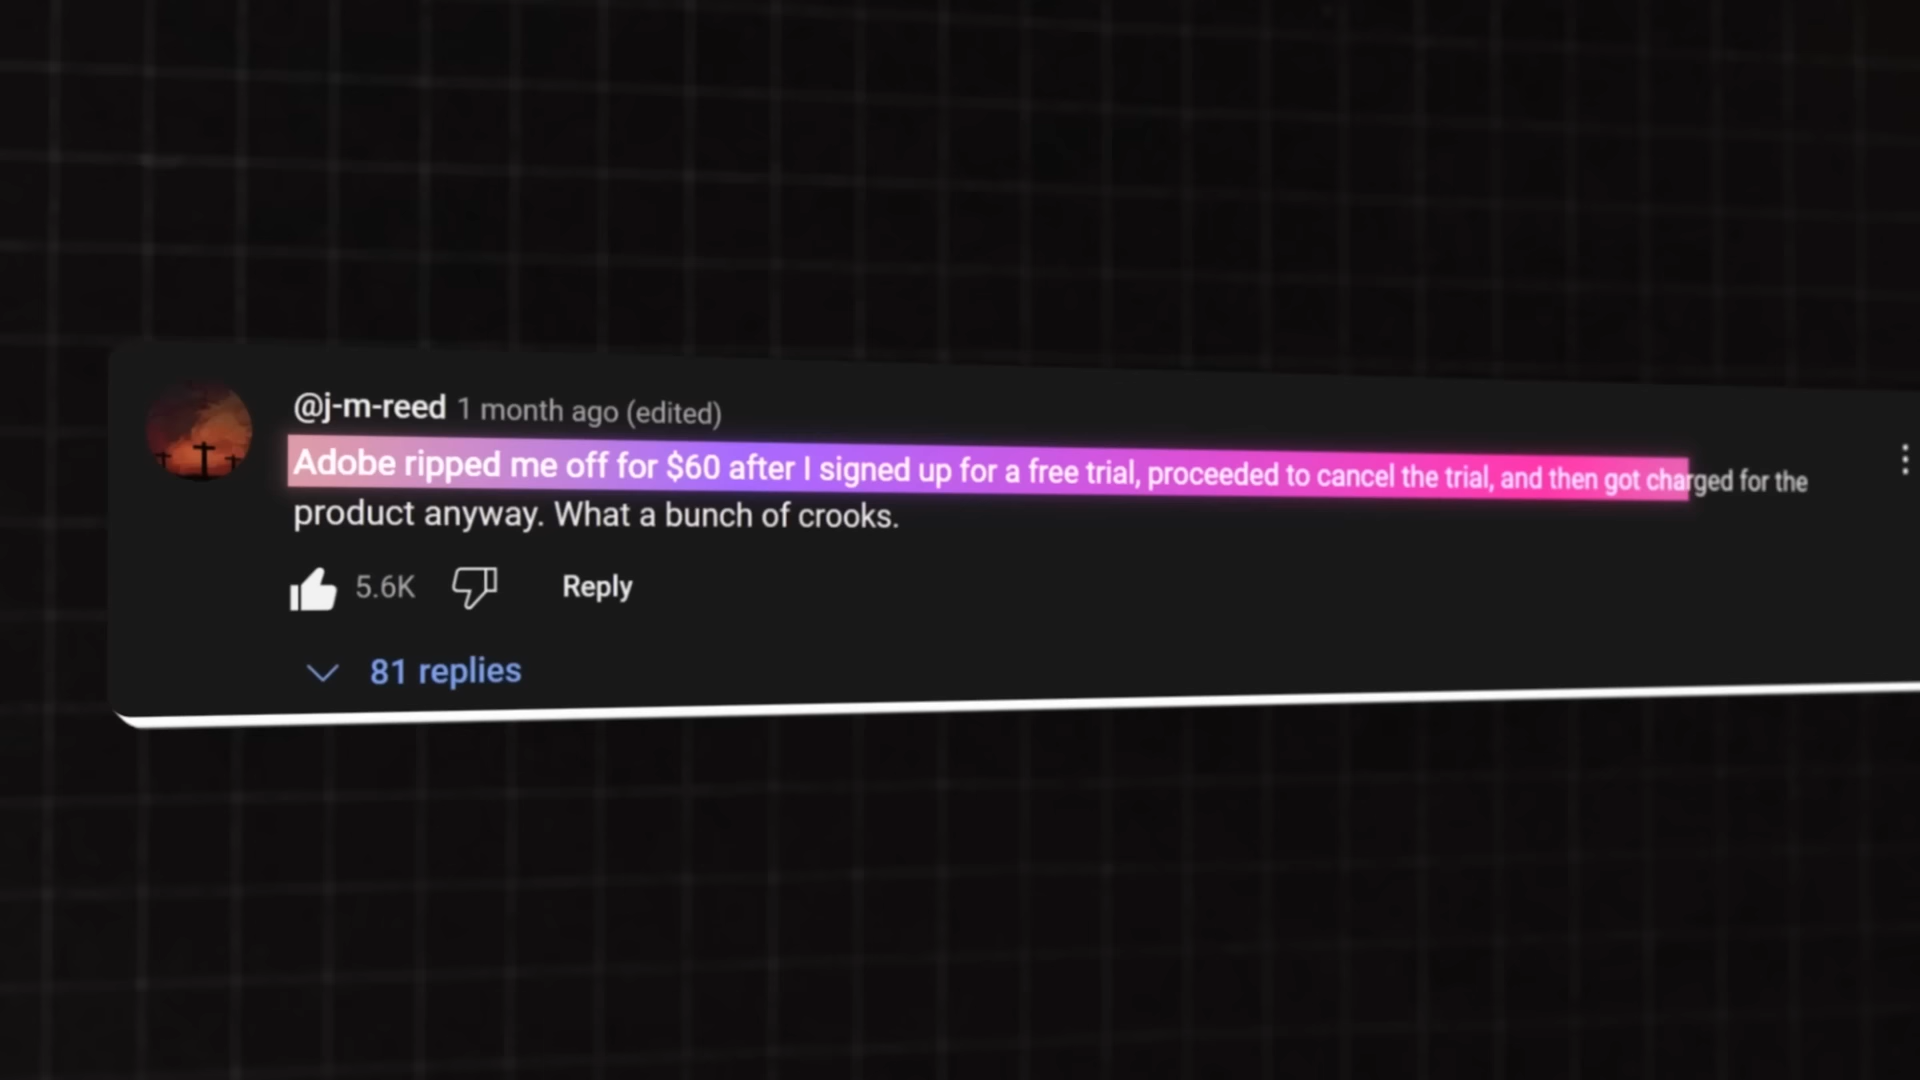 @j-m-reed 1 month ago (edited)
Adobe ripped me off for $60 after I signed up for a free trial, proceeded to cancel the trial, and then got charged for the
product anyway. What a bunch of crooks.
5.6K Reply
81 replies